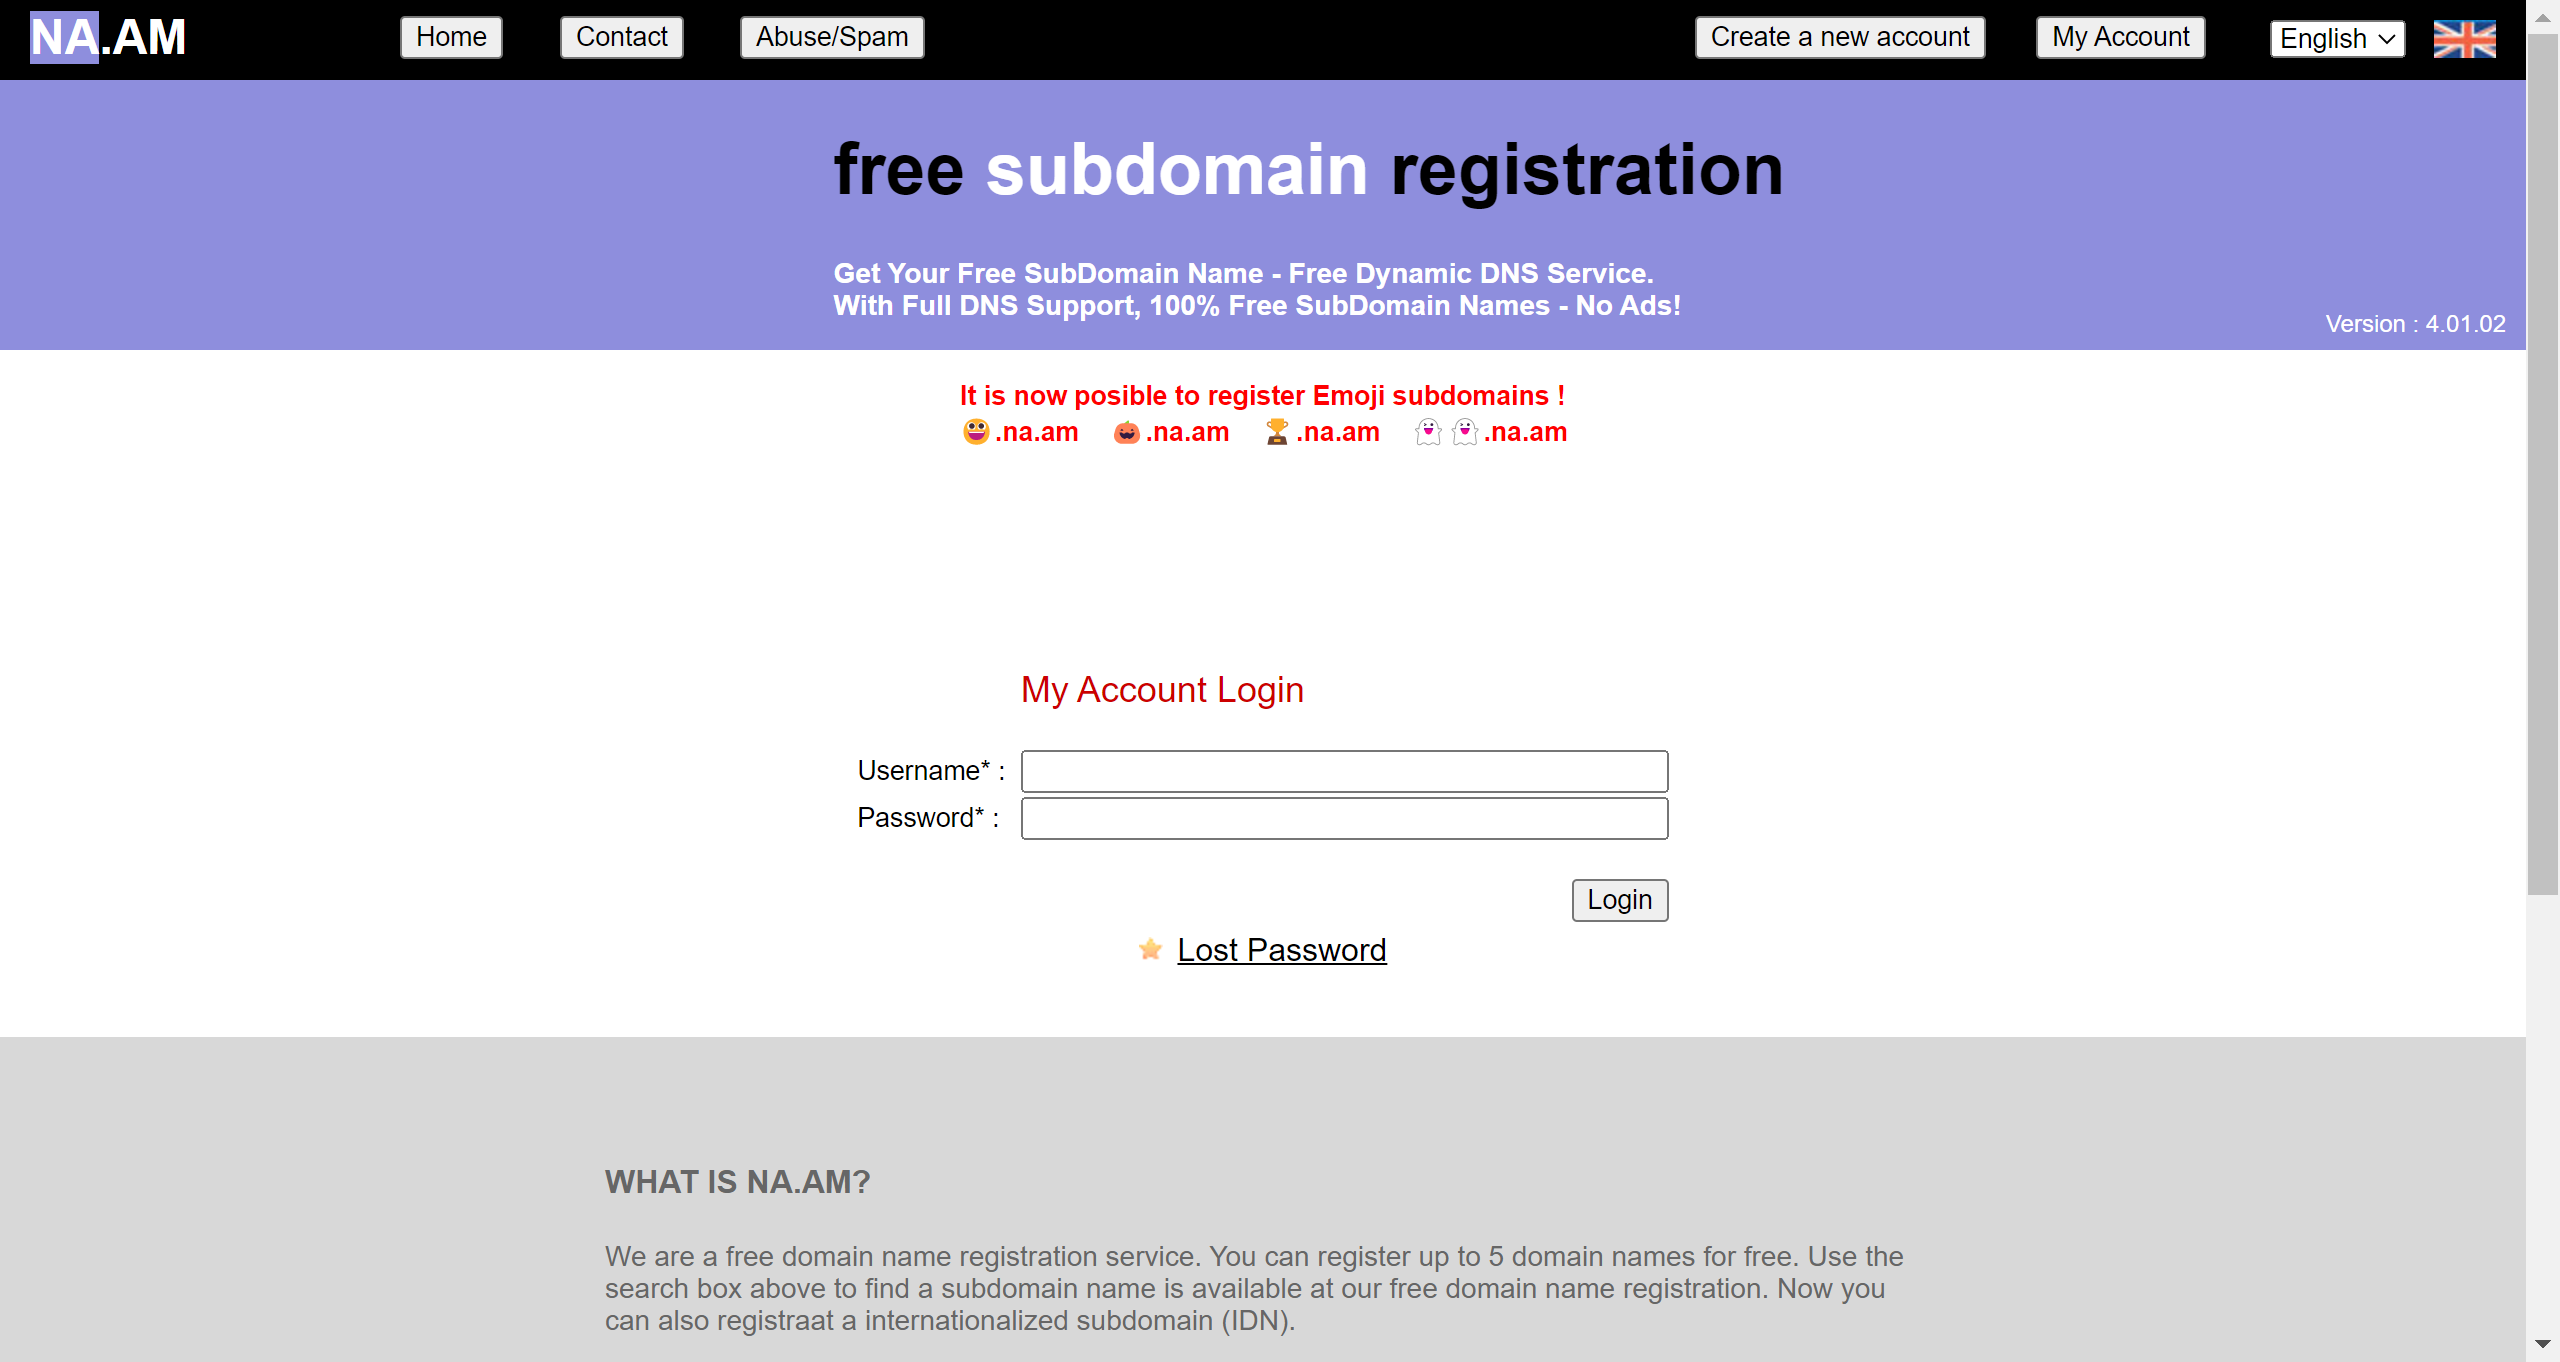 NA.AM Home Contact Abuse/Spam Create a new account My Account English
free subdomain registration
Get Your Free SubDomain Name - Free Dynamic DNS Service.
With Full DNS Support, 100% Free SubDomain Names - No Ads!
Version : 4.01.02
It is now posible to register Emoji subdomains !
😃.na.am 🎃.na.am 🏆.na.am 👻👻.na.am
My Account Login
Username* :
Password* :
Login
Lost Password
WHAT IS NA.AM?
We are a free domain name registration service. You can register up to 5 domain names for free. Use the
search box above to find a subdomain name is available at our free domain name registration. Now you
can also registraat a internationalized subdomain (IDN).